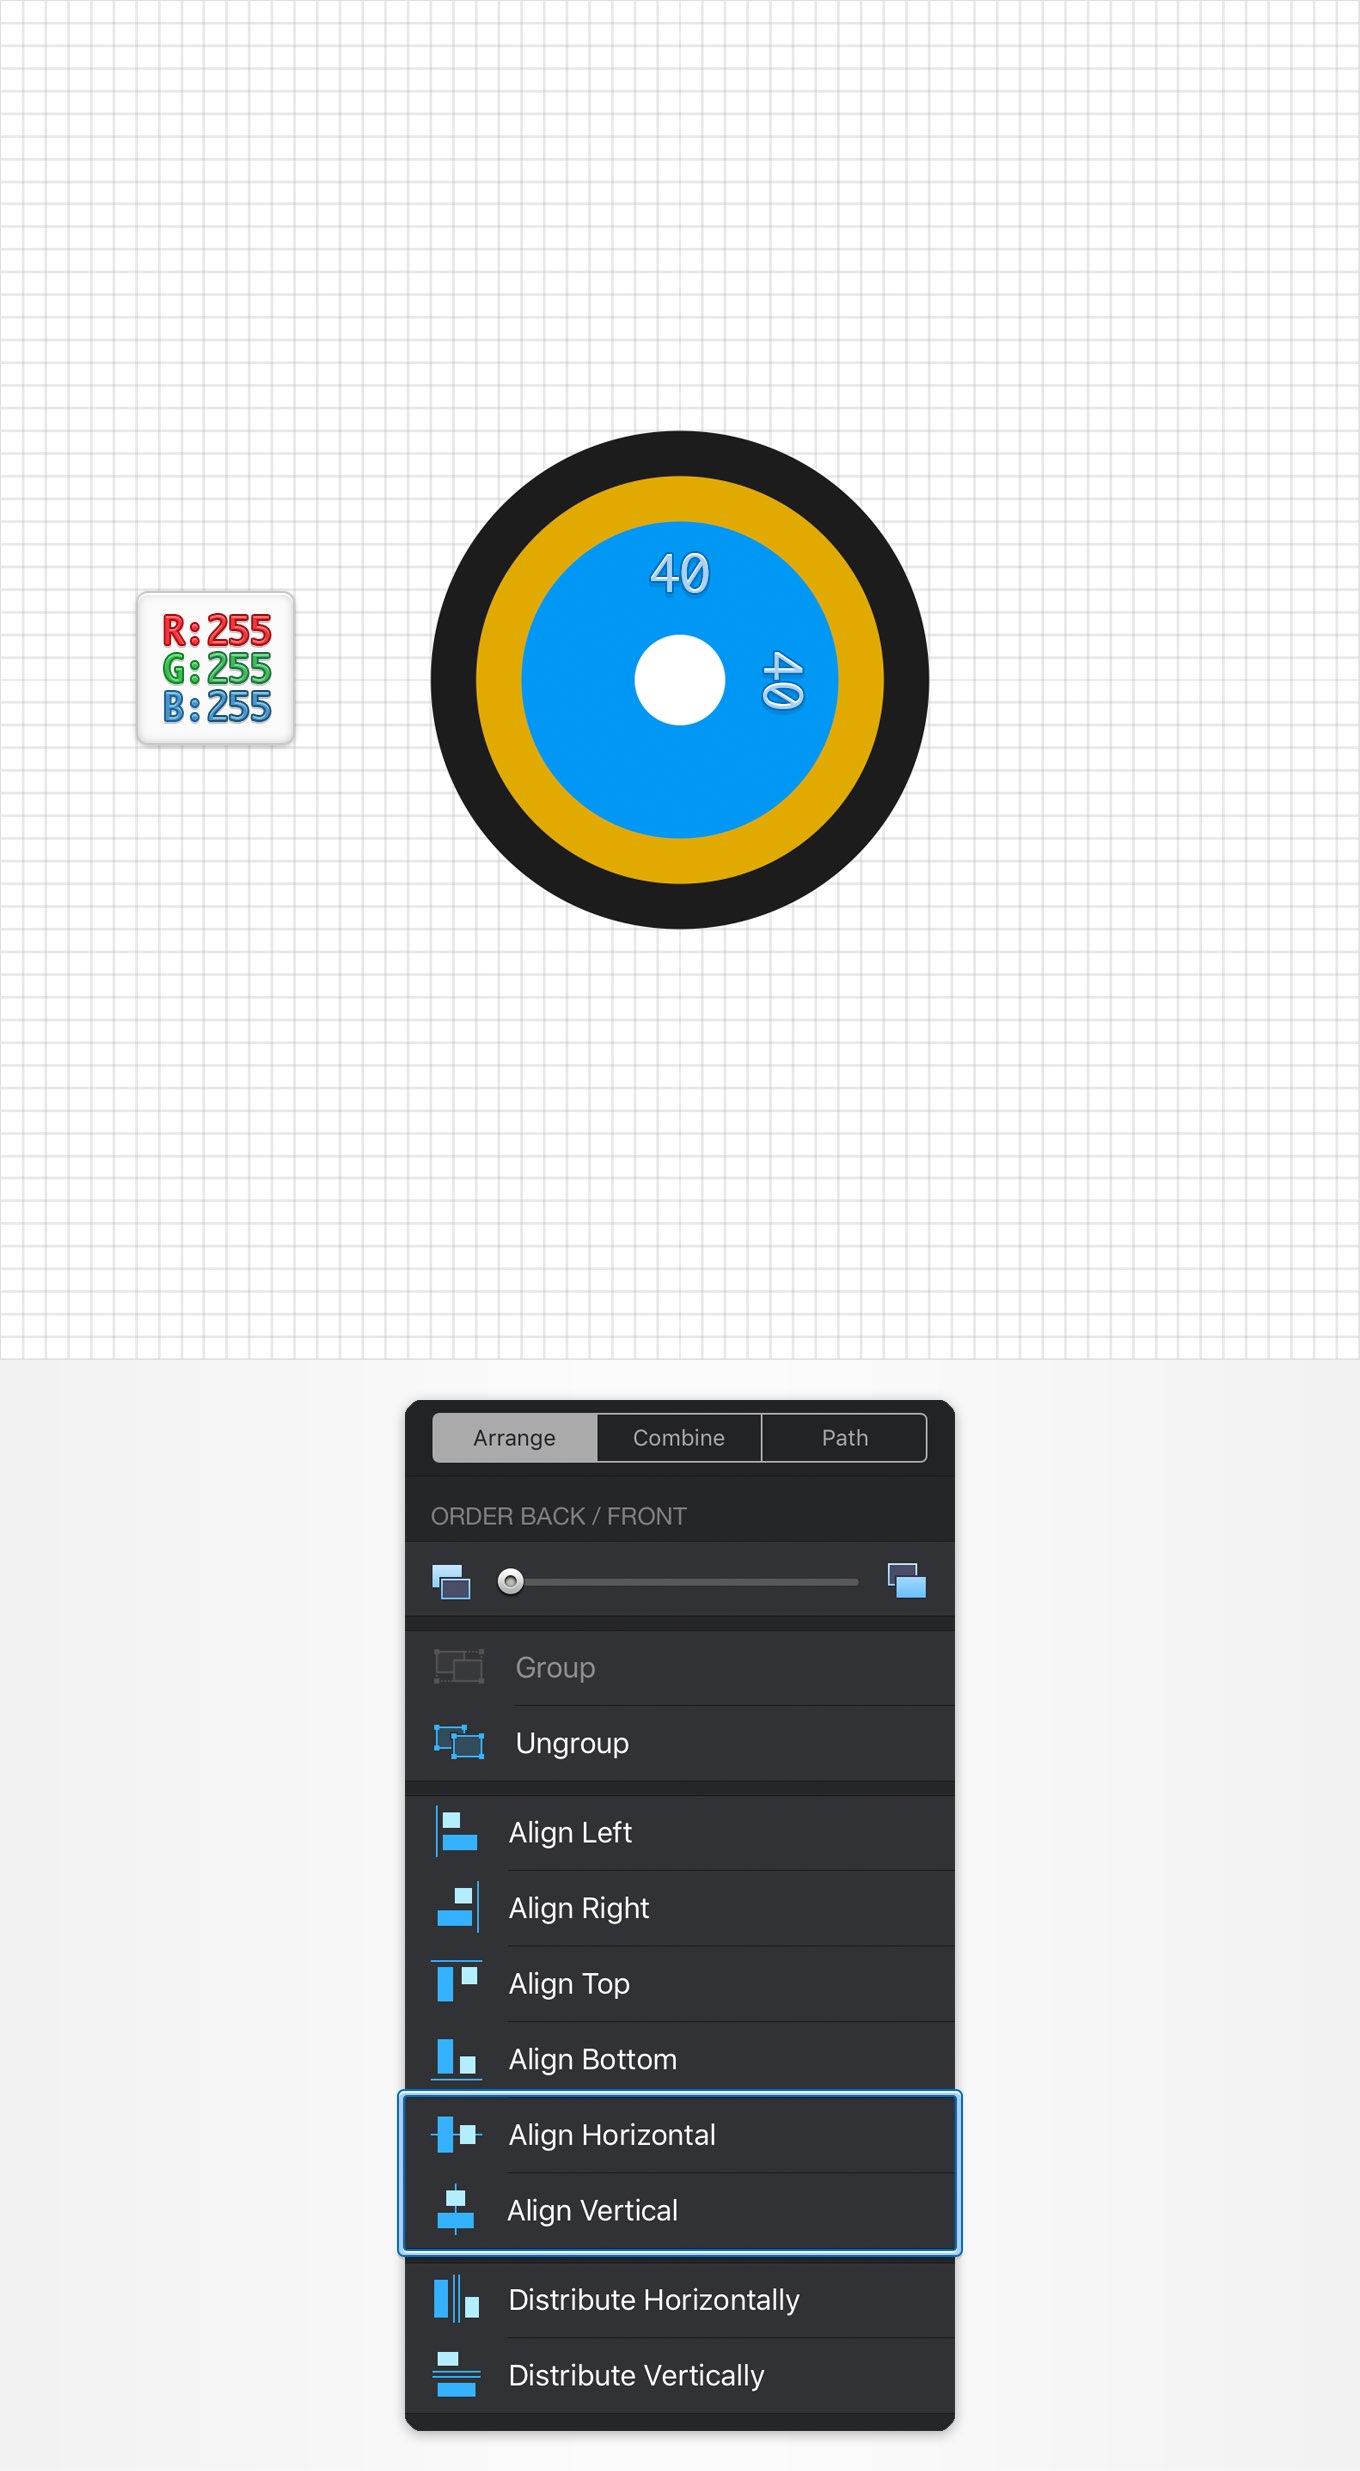 40
R:255
G:255
B:255
40
Arrange
Combine
Path
ORDER BACK / FRONT
Group
Ungroup
Align Left
Align Right
Align Top
Align Bottom
Align Horizontal
Align Vertical
Distribute Horizontally
Distribute Vertically